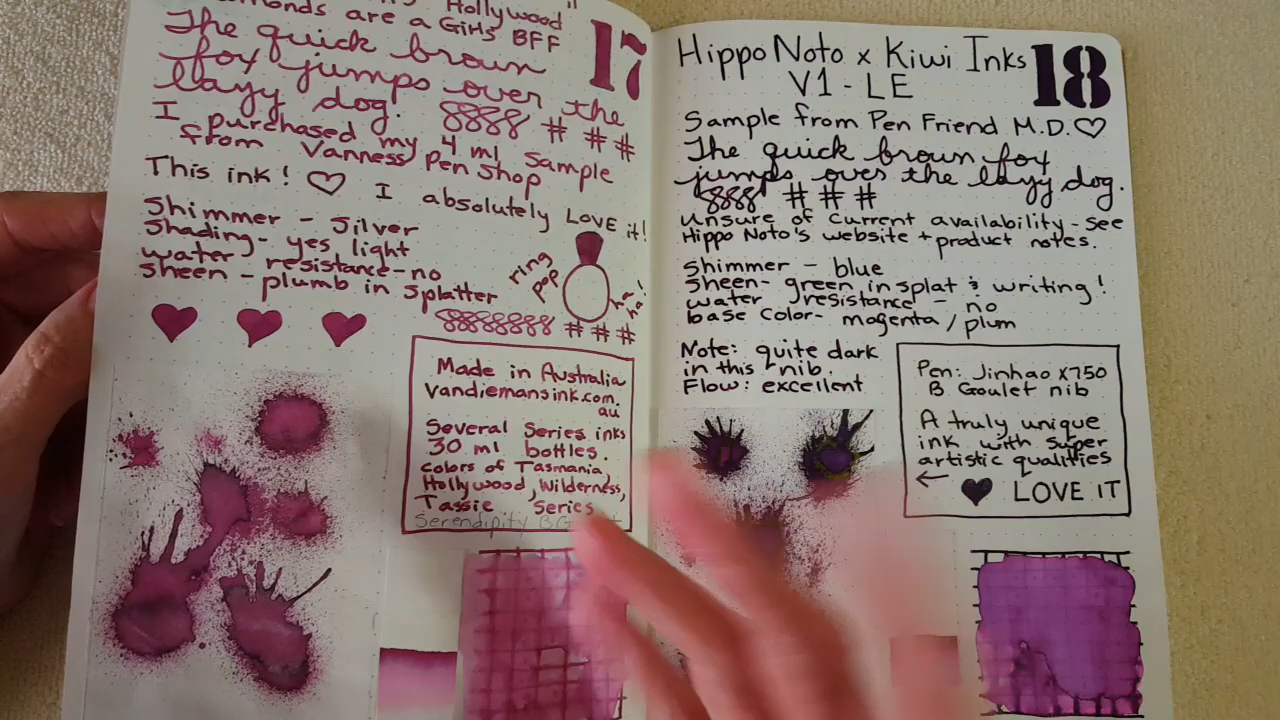 Hollywood
Diamonds are a Girls BFF
17
The quick brown
fox jumps over the
lazy dog. 8888 # # #
I purchased my 4 ml sample
from Vanness Pen Shop
This ink! ♡ I absolutely LOVE it!
Shimmer - Silver
Shading - yes light
water resistance - no
Sheen - plumb in splatter
ring
pop
ha
ha!
88888888 # # #
Made in Australia
vandiemansink.com.
au
Several Series inks
30 ml bottles.
colors of Tasmania,
Hollywood, Wilderness,
Tassie Series
Serendipity
Hippo Noto x Kiwi Inks
V1 - LE
18
Sample from Pen Friend M.D. ♡
The quick brown fox
jumps over the lazy dog.
8888 # # #
unsure of current availability - see
Hippo Noto's website + product notes.
shimmer - blue
sheen - green in splat & writing!
water resistance - no
base color - magenta / plum
Note: quite dark
in this nib.
Flow: excellent
Pen: Jinhao x750
B Goulet nib
A truly unique
ink with super
artistic qualities
← ♥ LOVE IT